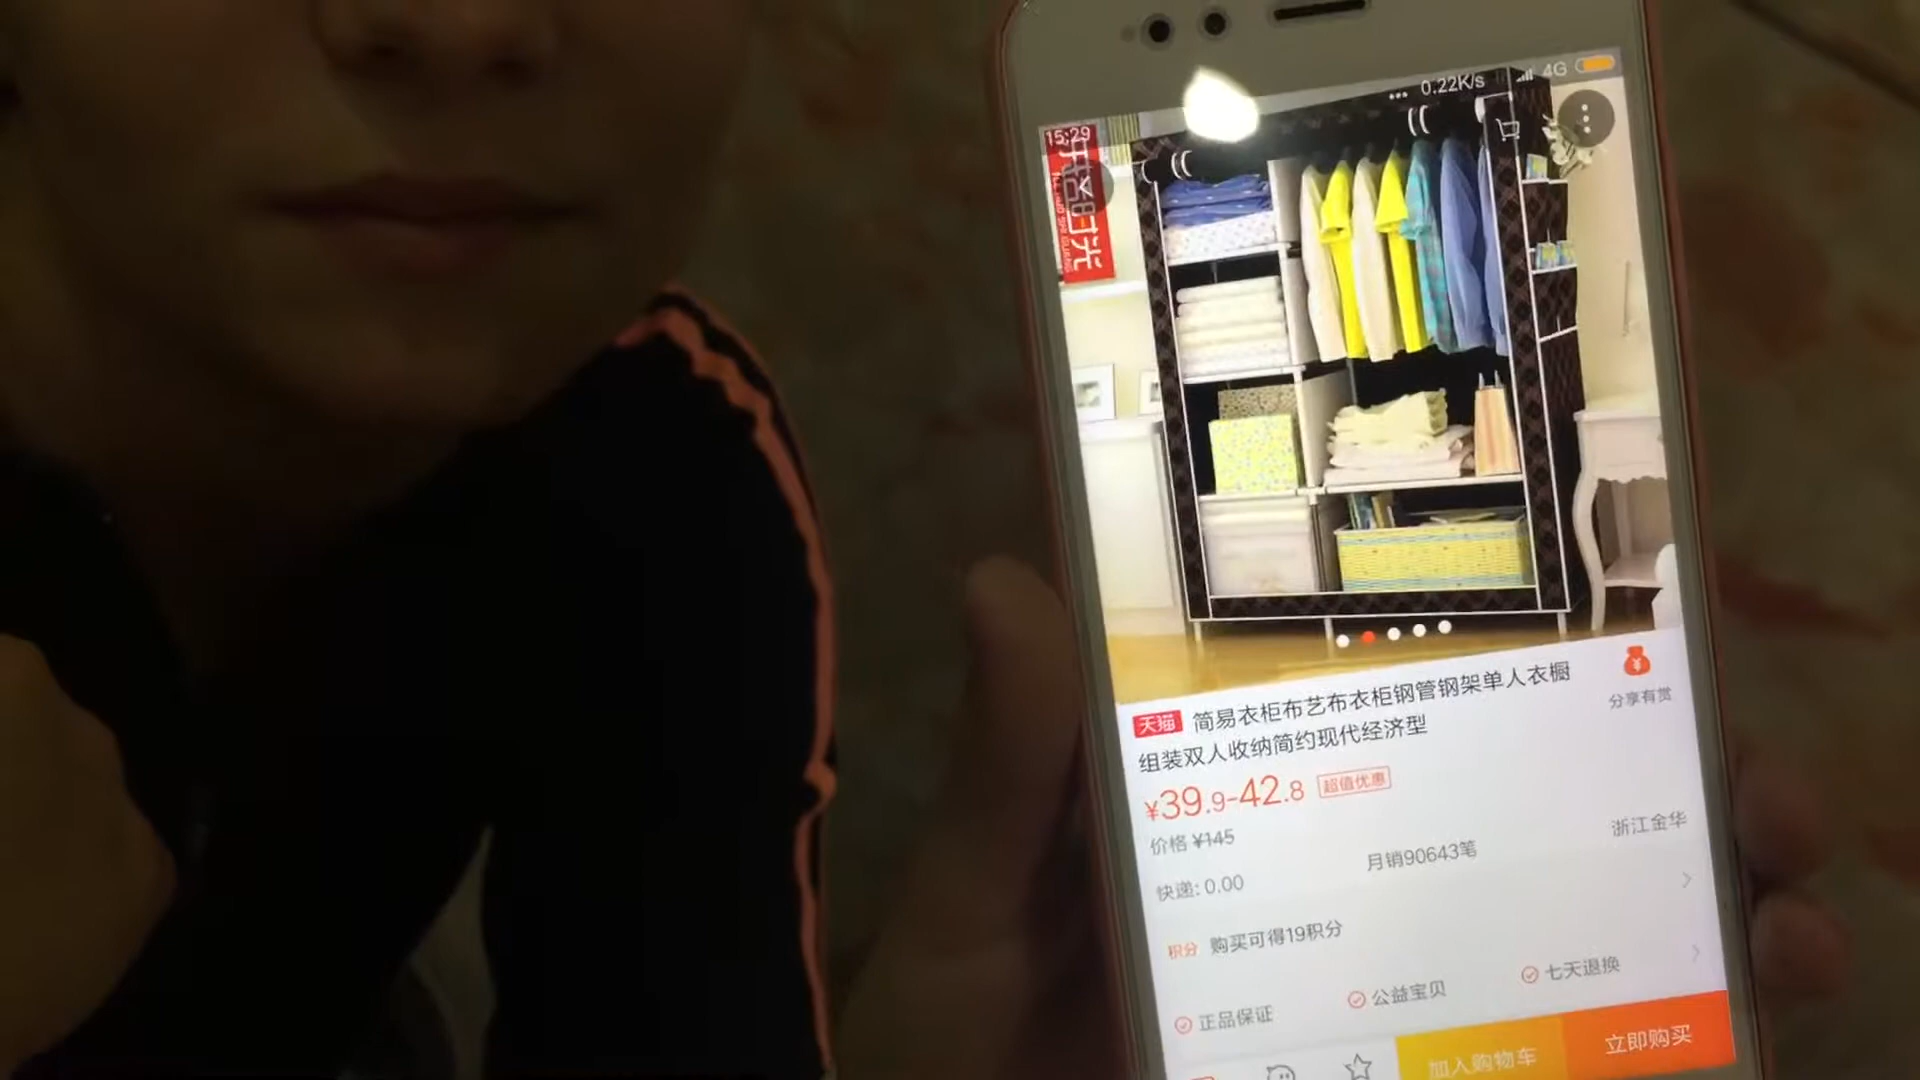 0.22K/s
4G
15:29
天猫 简易衣柜布艺布衣柜钢管钢架单人衣橱
组装双人收纳简约现代经济型
分享有赏
¥39.9-42.8 超值优惠
价格 ¥145
快递: 0.00
月销90643笔
浙江金华
积分 购买可得19积分
正品保证
公益宝贝
七天退换
加入购物车
立即购买